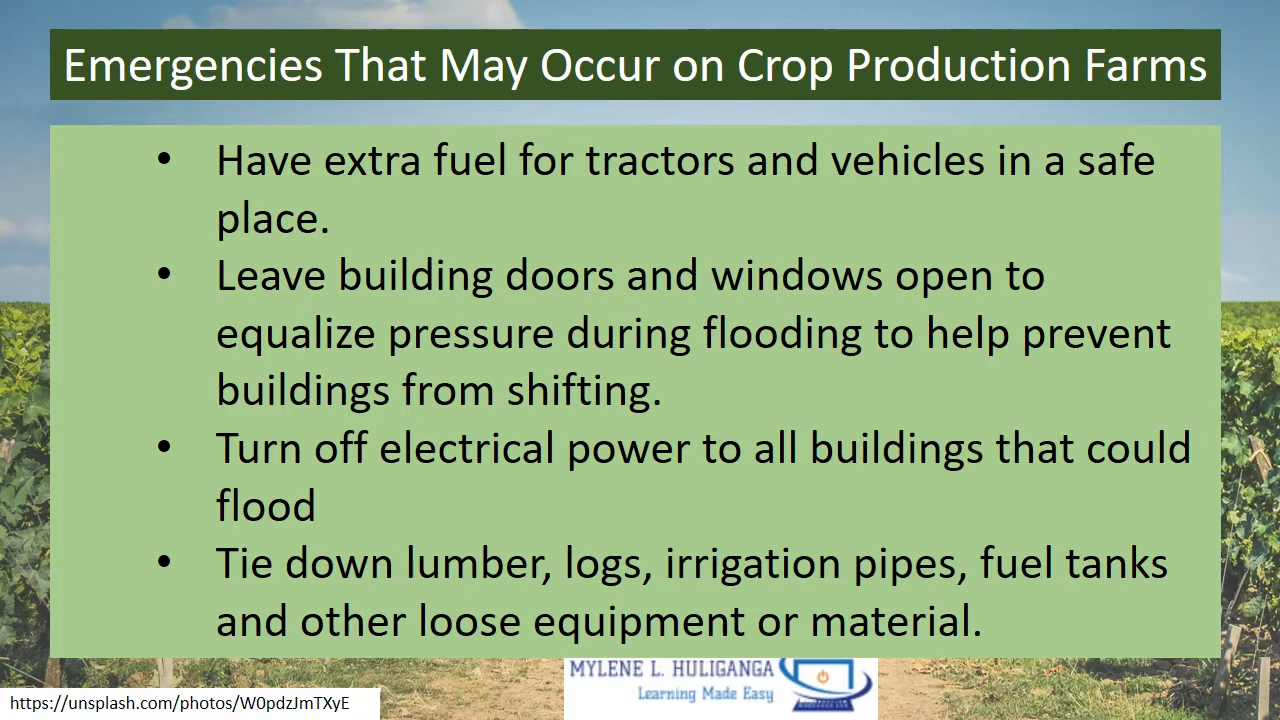 Emergencies That May Occur on Crop Production Farms
• Have extra fuel for tractors and vehicles in a safe
place.
• Leave building doors and windows open to
equalize pressure during flooding to help prevent
buildings from shifting.
• Turn off electrical power to all buildings that could
flood
• Tie down lumber, logs, irrigation pipes, fuel tanks
and other loose equipment or material.
MYLENE L. HULIGANGA
Learning Made Easy
https://unsplash.com/photos/W0pdzJmTXyE